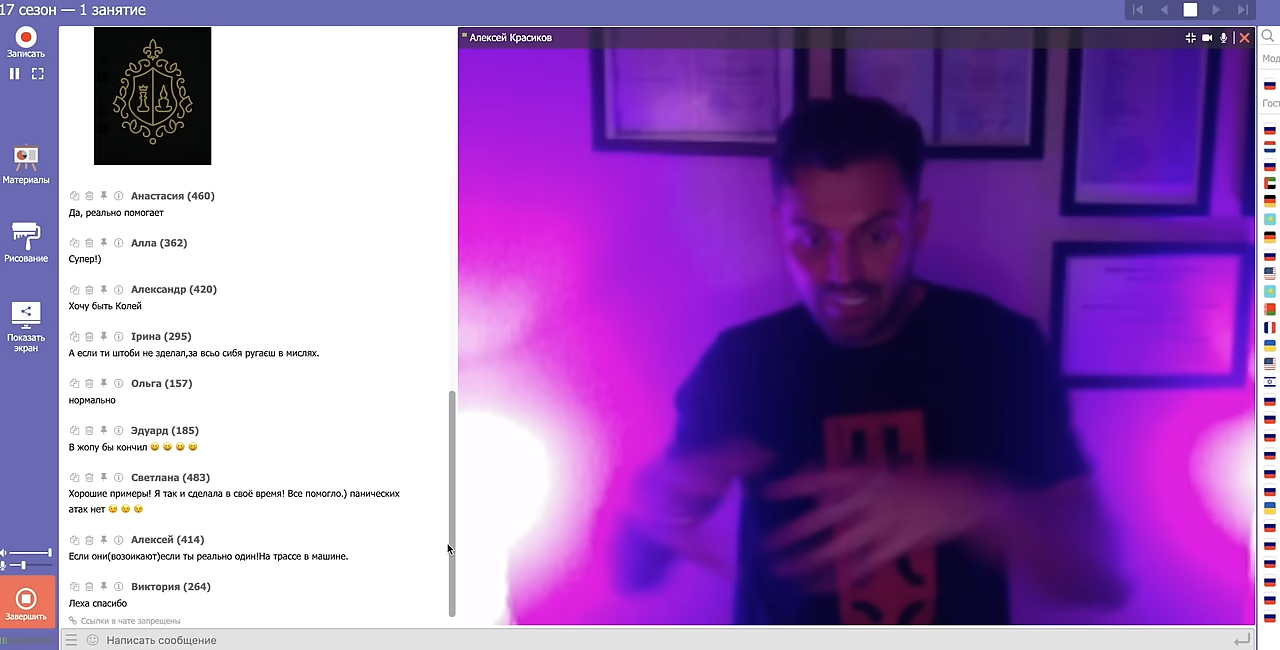 17 сезон — 1 занятие
Записать
Материалы
Рисование
Показать
экран
Завершить
Анастасия (460)
Да, реально помогает
Алла (362)
Супер!)
Александр (420)
Хочу быть Колей
Ірина (295)
А если ти штоби не зделал,за всьо сибя ругаєш в мислях.
Ольга (157)
нормально
Эдуард (185)
В жопу бы кончил 😀 😀 😀 😀
Светлана (483)
Хорошие примеры! Я так и сделала в своё время! Все помогло.) панических
атак нет 😉 😉 😉
Алексей (414)
Если они(возоикают)если ты реально один!На трассе в машине.
Виктория (264)
Леха спасибо
Ссылки в чате запрещены
Написать сообщение
Алексей Красиков
Мод
Гост